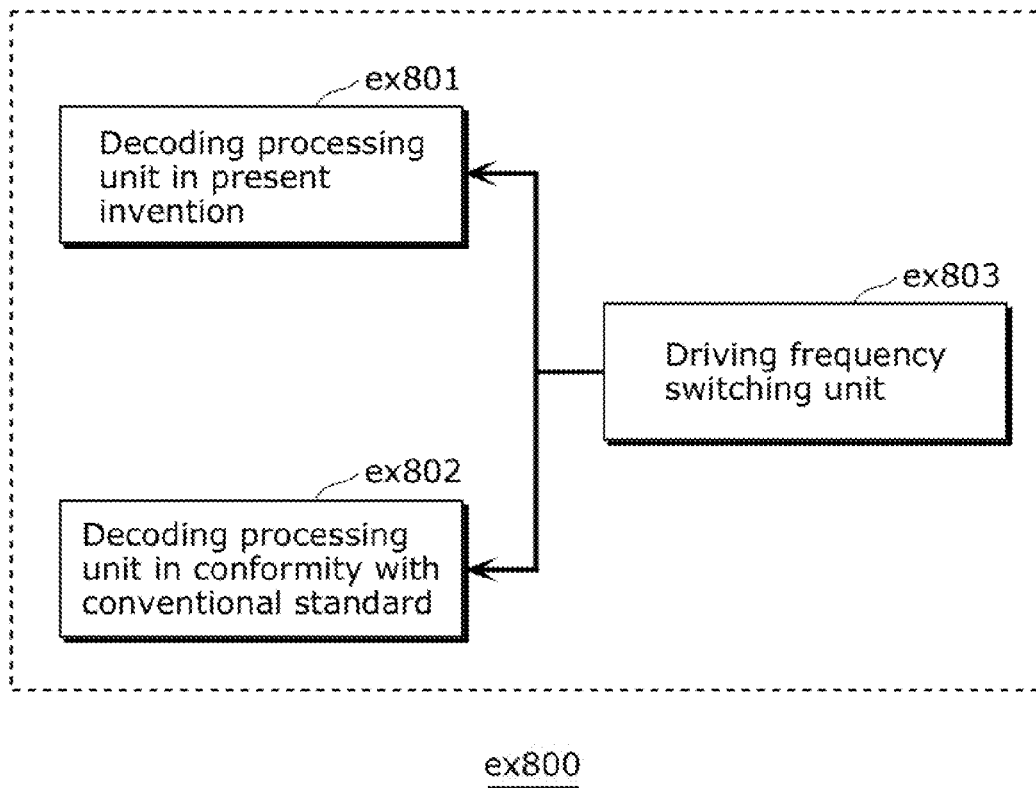 ex801
Decoding processing
unit in present
invention
ex803
Driving frequency
switching unit
ex802
Decoding processing
unit in conformity with
conventional standard
ex800